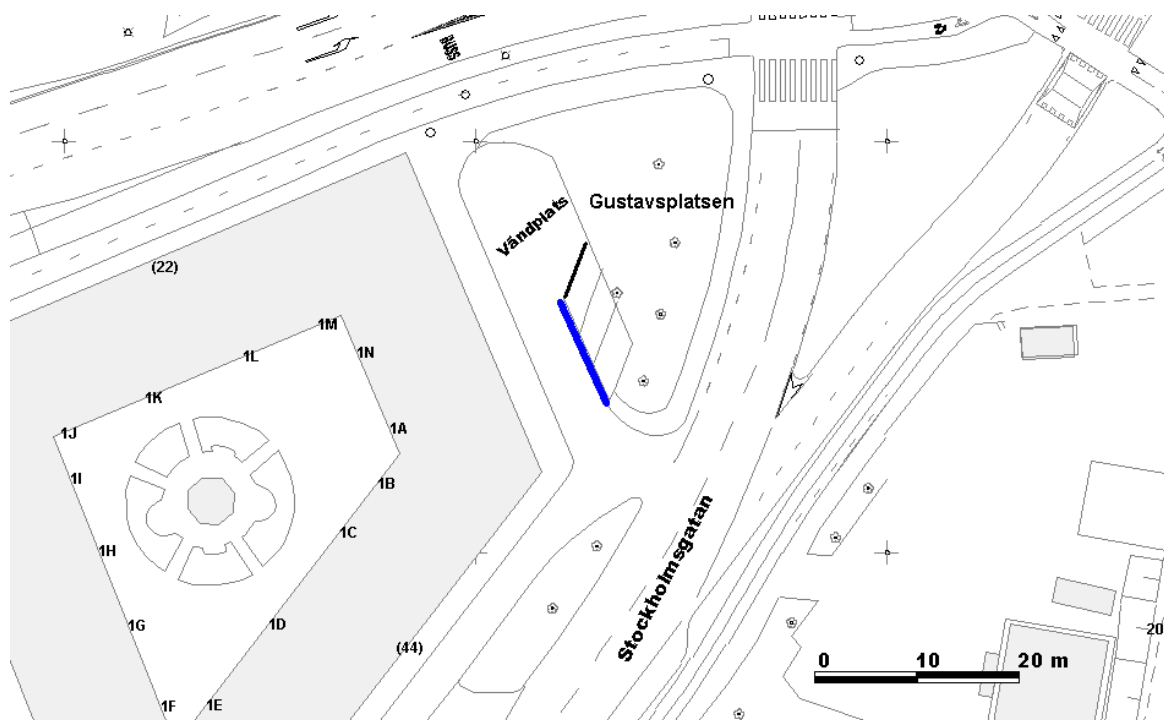 BUSS
Gustavsplatsen
Vändplats
(22)
1M
1N
1L
1K
1J
1A
1I
1B
1C
1H
1G
1D
(44)
1F
1E
Stockholmsgatan
20
0 10 20 m